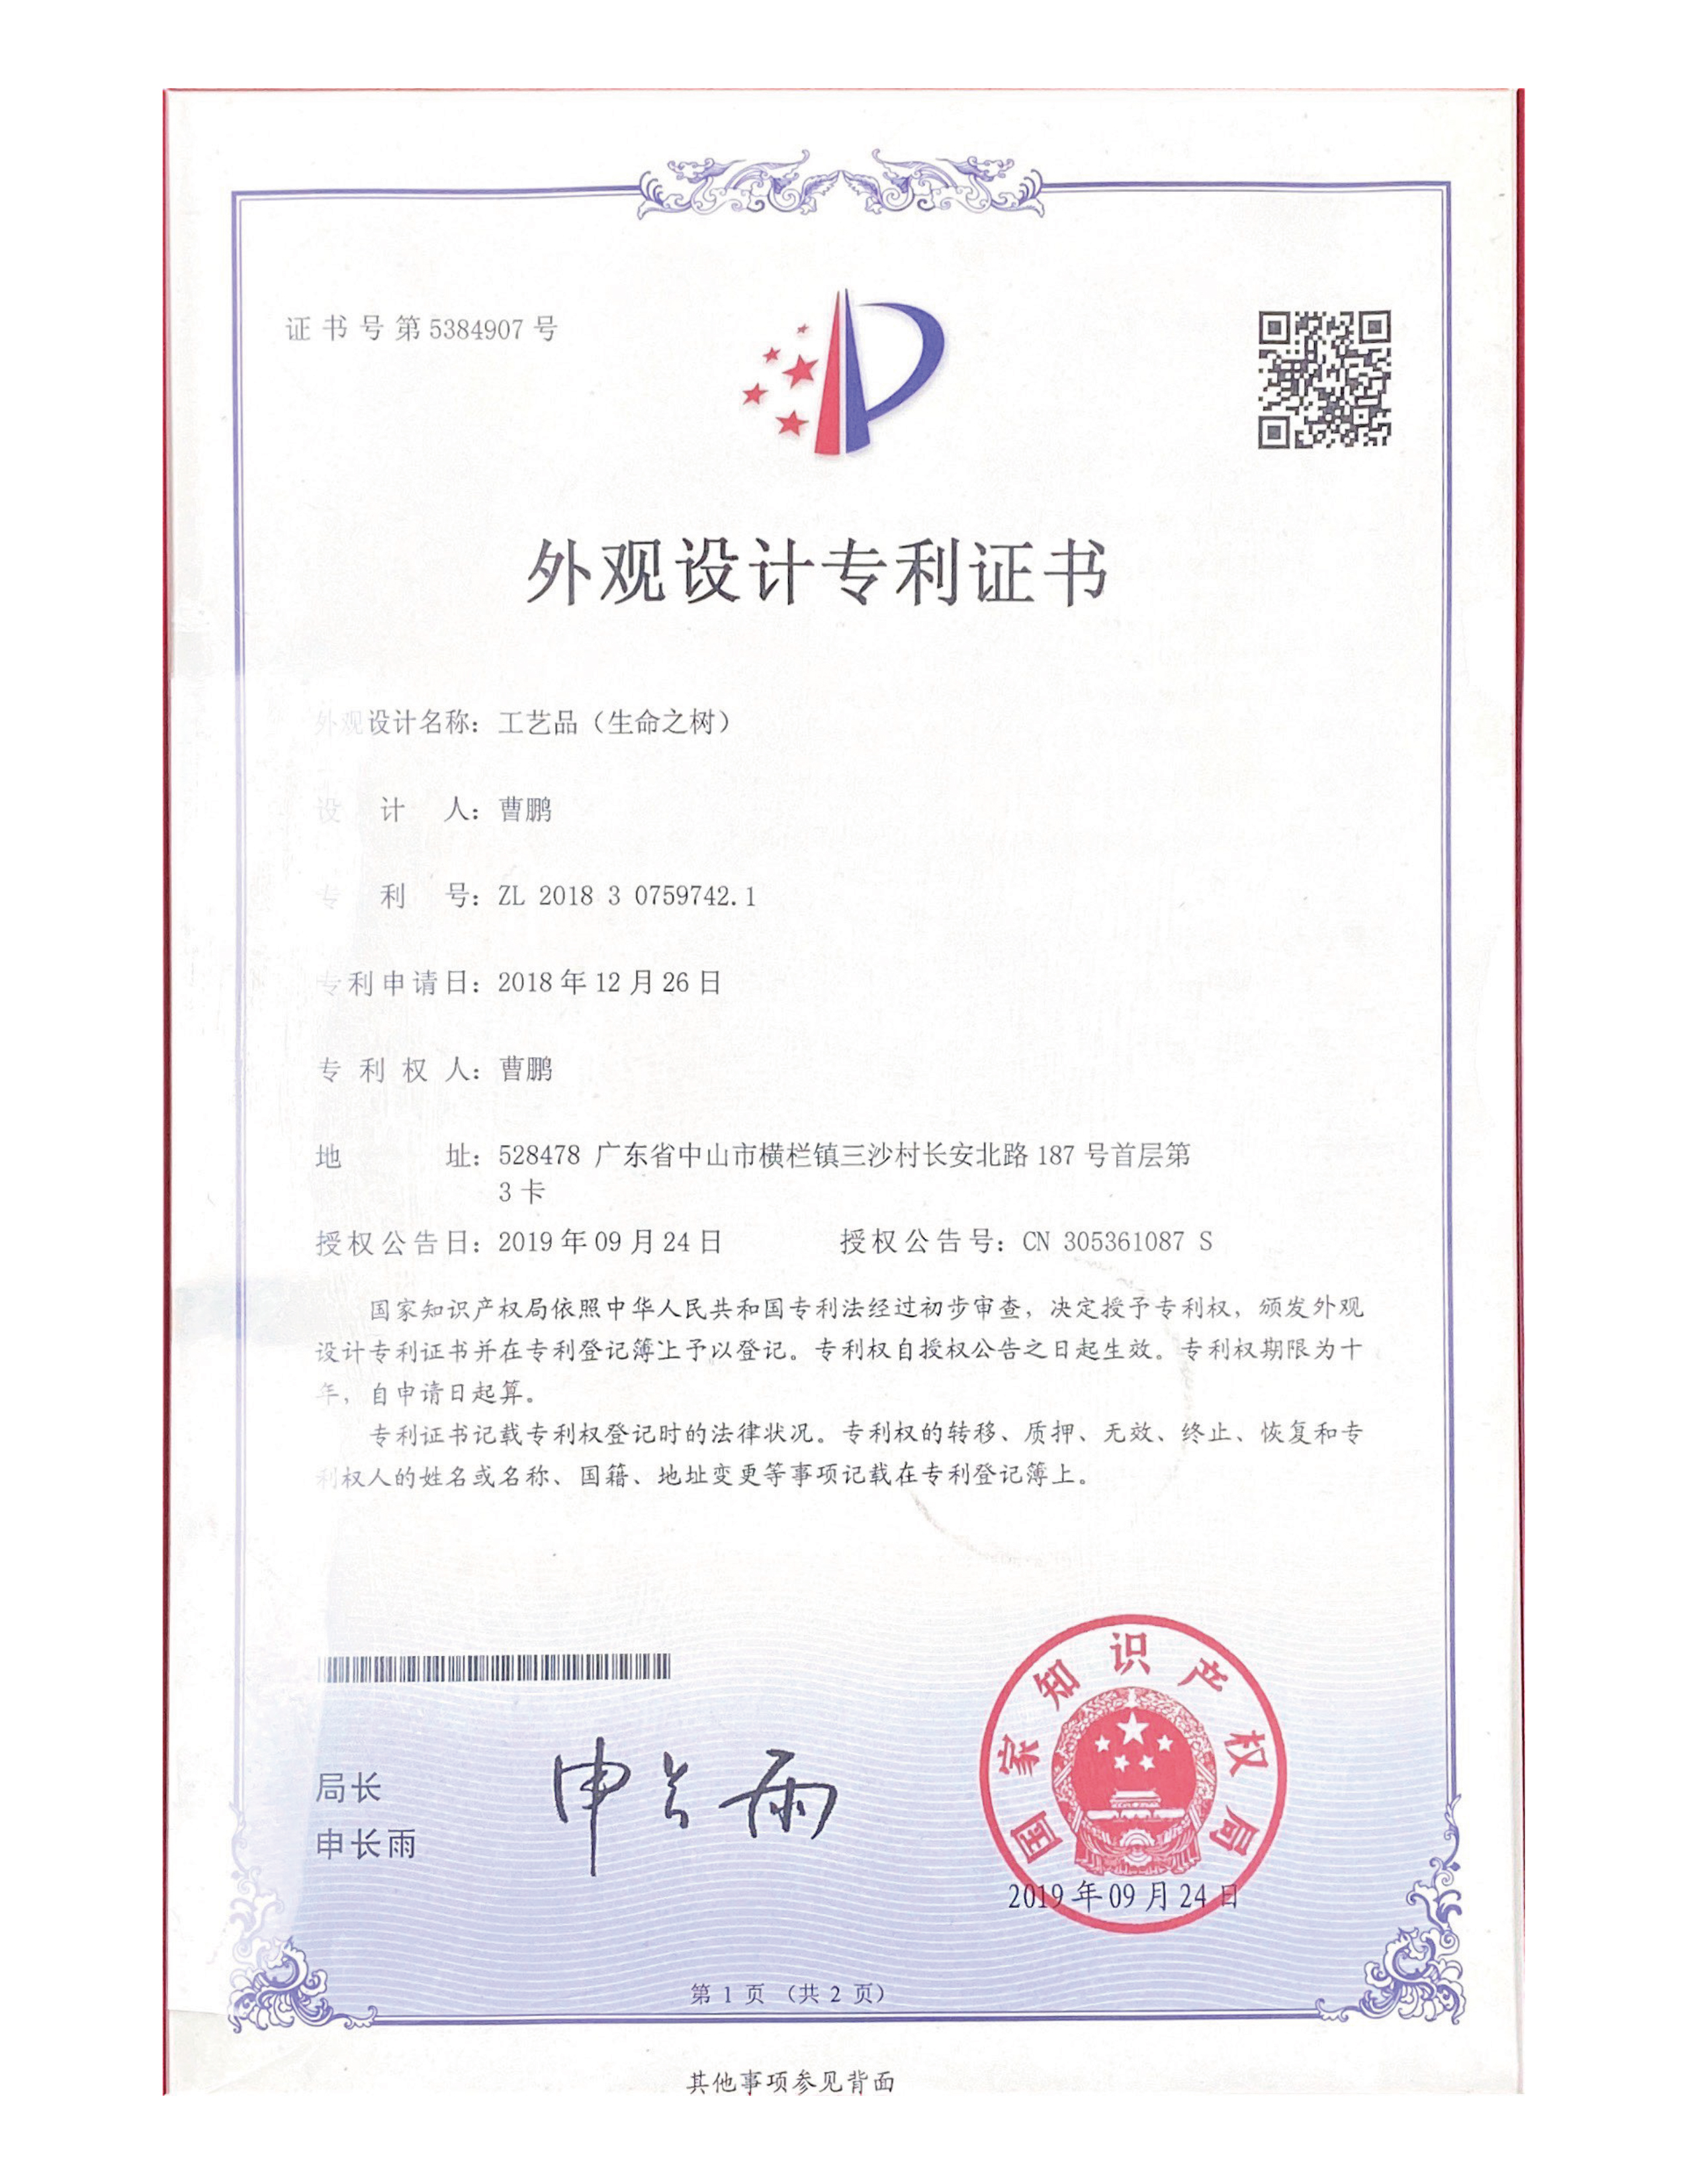 证书号第5384907号
外观设计专利证书
外观设计名称：工艺品（生命之树）
设计人：曹鹏
专利号：ZL 2018 3 0759742.1
专利申请日：2018年12月26日
专利权人：曹鹏
地址：528478 广东省中山市横栏镇三沙村长安北路187号首层第
3卡
授权公告日：2019年09月24日 授权公告号：CN 305361087 S
国家知识产权局依照中华人民共和国专利法经过初步审查，决定授予专利权，颁发外观
设计专利证书并在专利登记簿上予以登记。专利权自授权公告之日起生效。专利权期限为十
年，自申请日起算。
专利证书记载专利权登记时的法律状况。专利权的转移、质押、无效、终止、恢复和专
利权人的姓名或名称、国籍、地址变更等事项记载在专利登记簿上。
局长
申长雨
申长雨
国家知识产权局
2019年09月24日
第1页（共2页）
其他事项参见背面